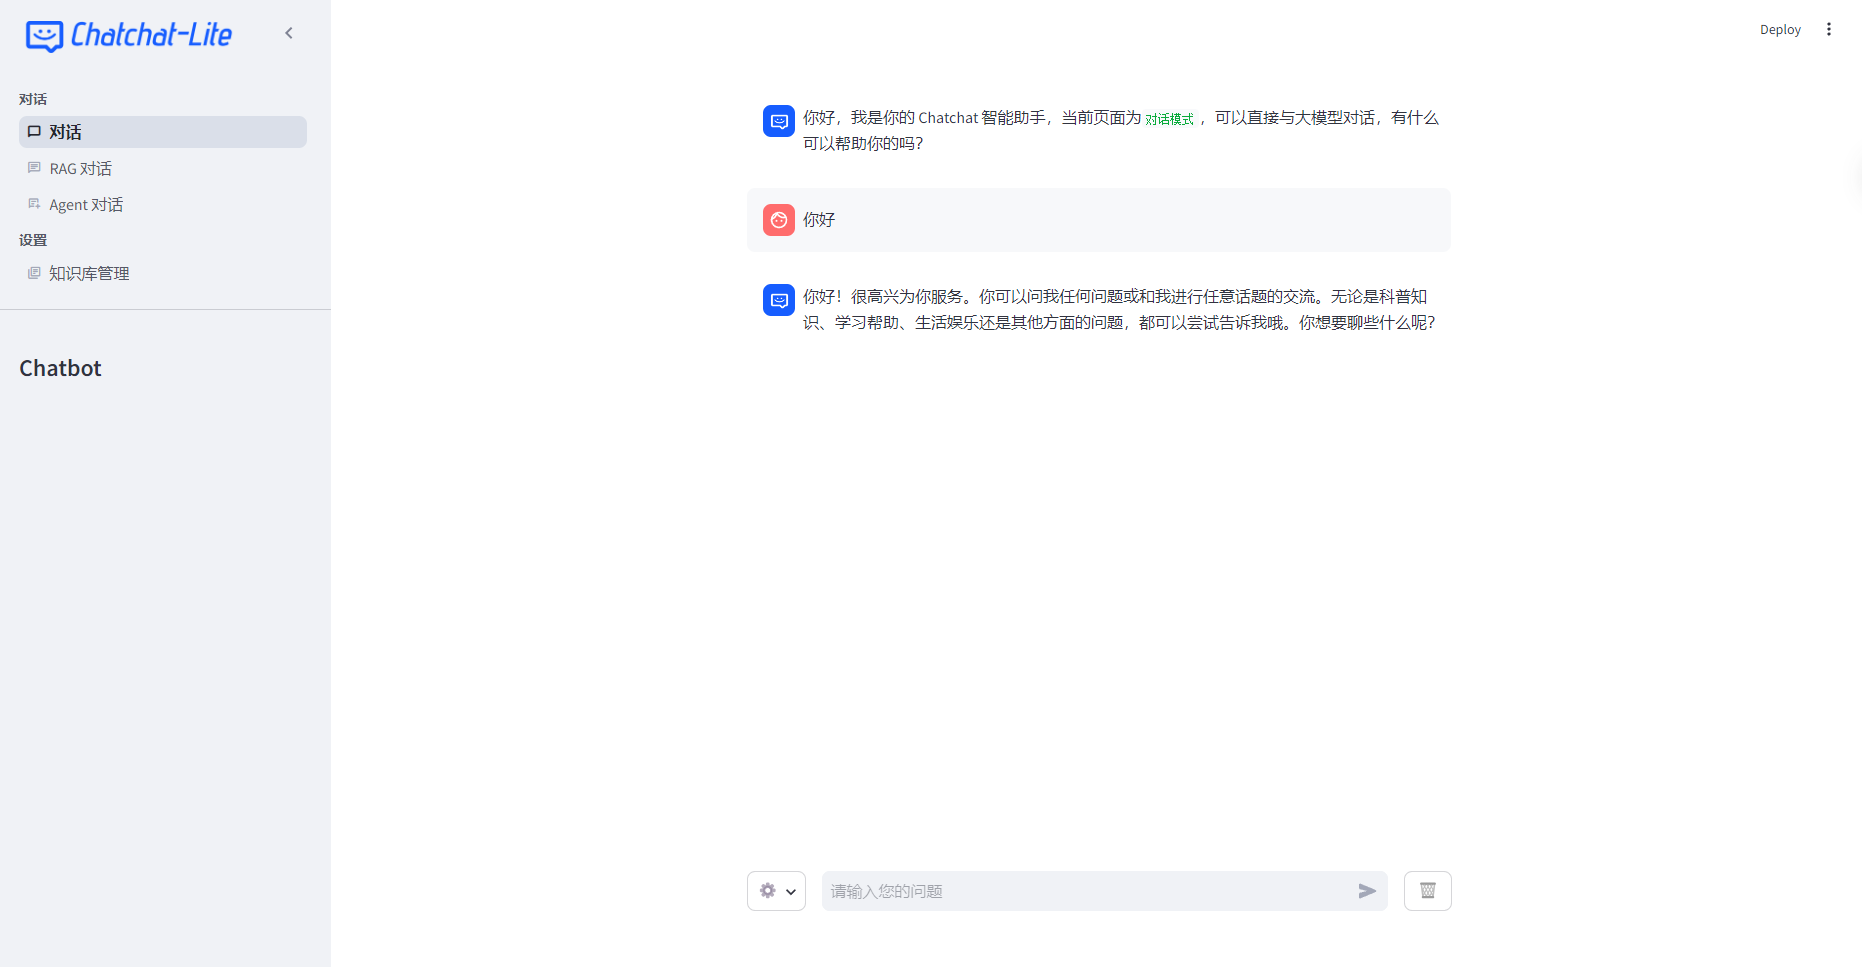 Chatchat-Lite
对话
对话
RAG 对话
Agent 对话
设置
知识库管理
Chatbot
Deploy
你好，我是你的 Chatchat 智能助手，当前页面为 对话模式 ，可以直接与大模型对话，有什么
可以帮助你的吗？
你好
你好！很高兴为你服务。你可以问我任何问题或和我进行任意话题的交流。无论是科普知
识、学习帮助、生活娱乐还是其他方面的问题，都可以尝试告诉我哦。你想要聊些什么呢？
请输入您的问题